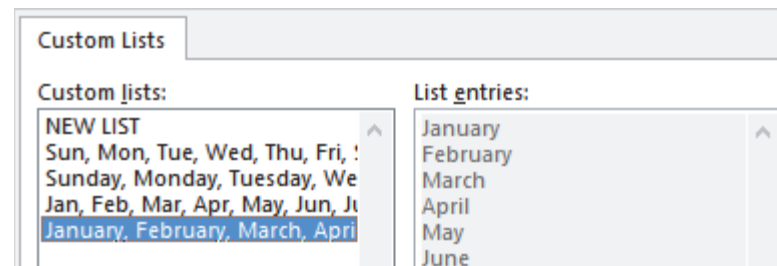 Custom Lists
Custom lists:
NEW LIST
Sun, Mon, Tue, Wed, Thu, Fri,
Sunday, Monday, Tuesday, We
Jan, Feb, Mar, Apr, May, Jun,
January, February, March, Apri
List entries:
January
February
March
April
May
June